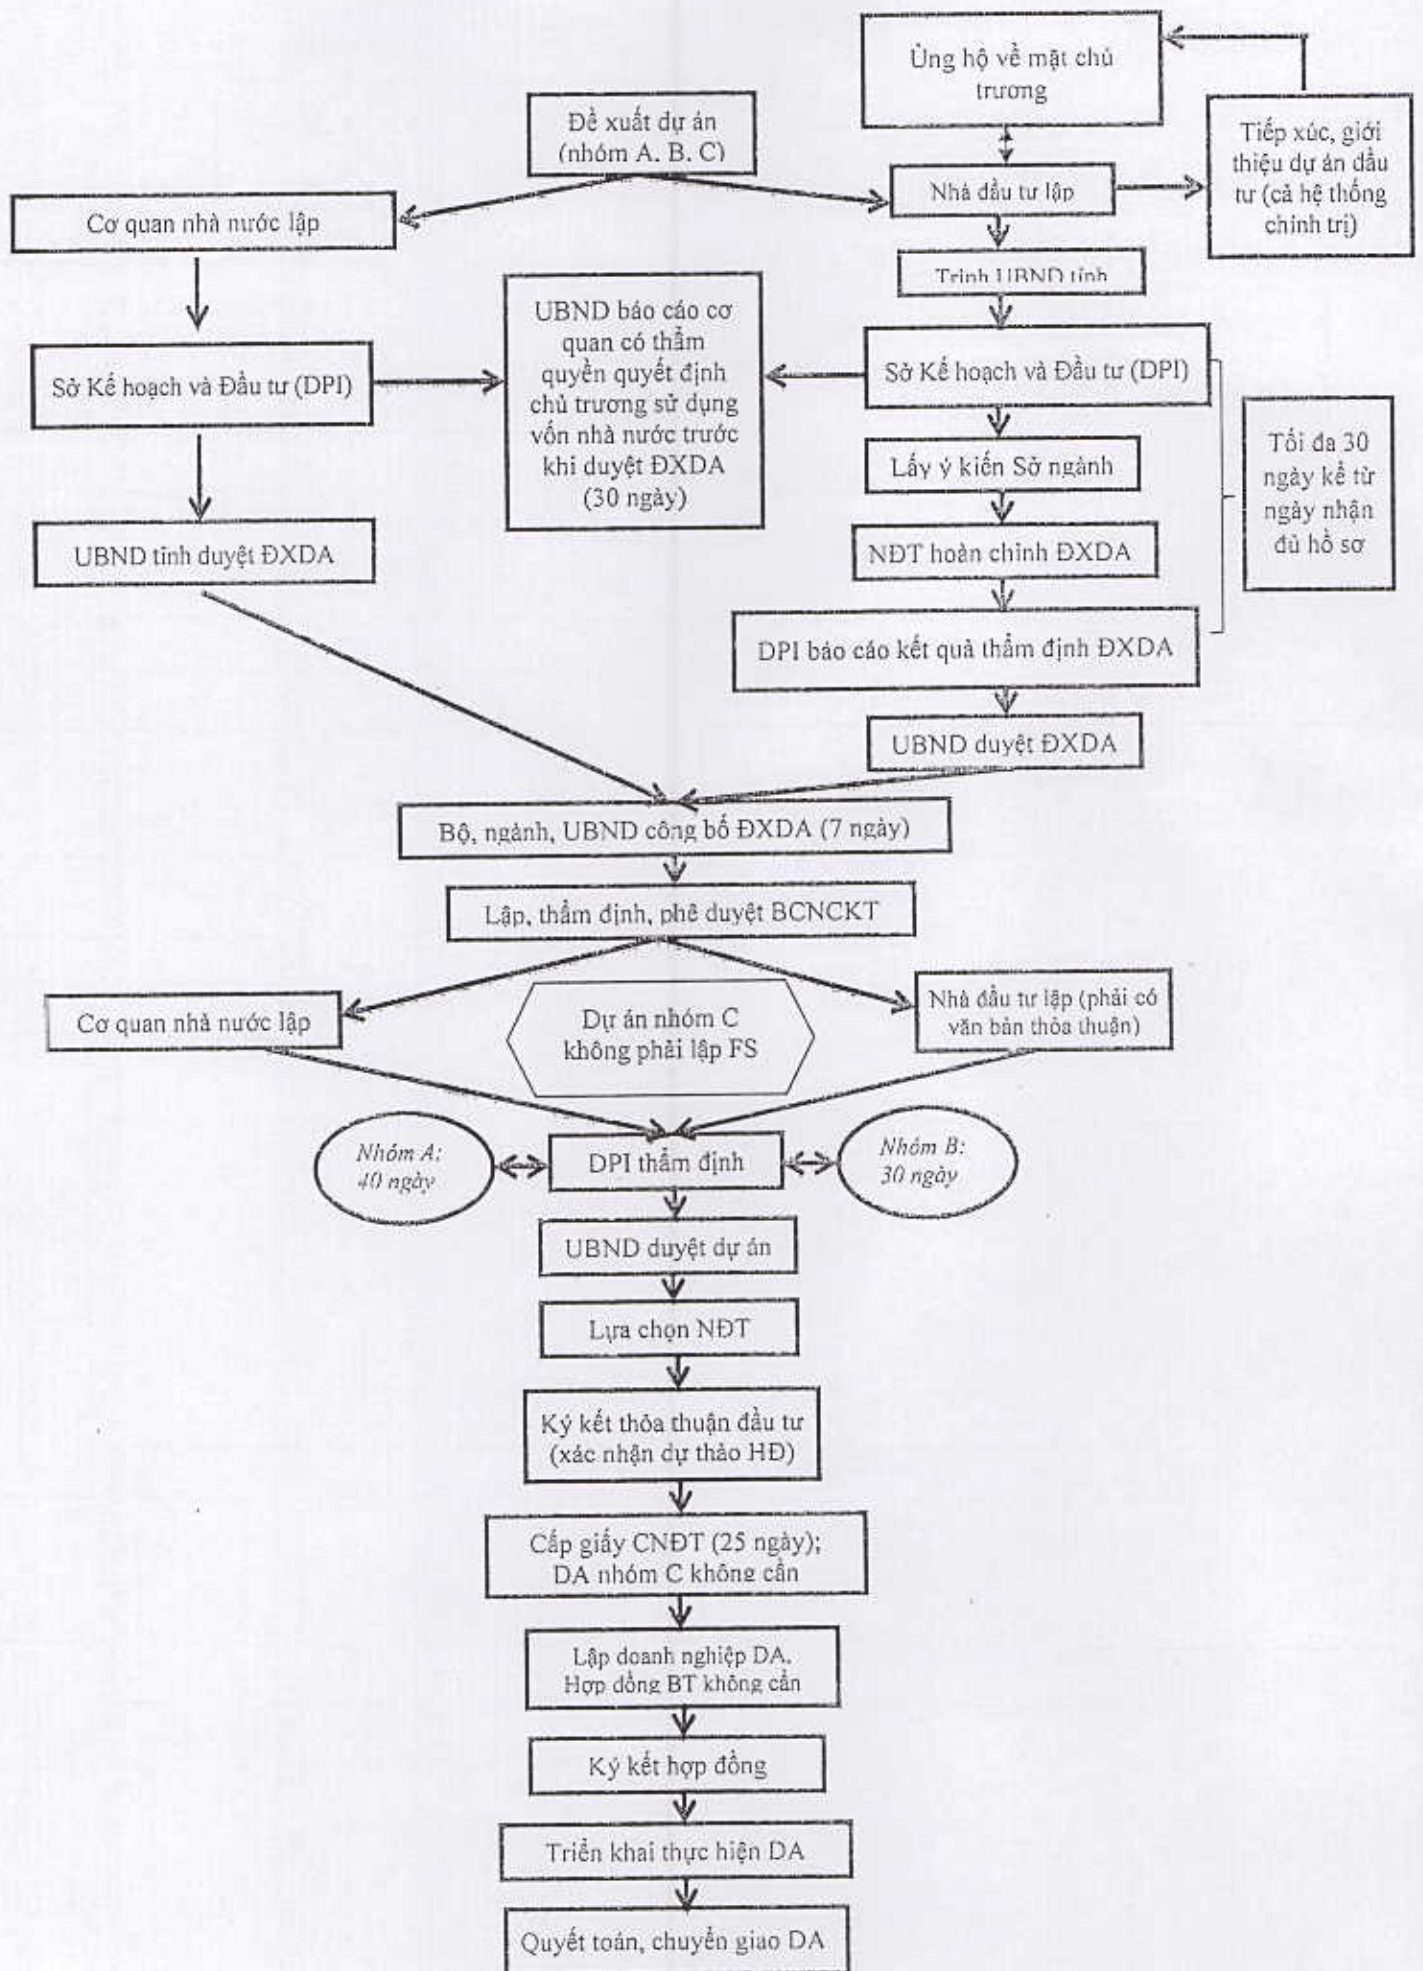 Ủng hộ về mặt chủ
trương
Đề xuất dự án
(nhóm A. B. C)
Tiếp xúc, giới
thiệu dự án đầu
tư (cả hệ thống
chính trị)
Nhà đầu tư lập
Cơ quan nhà nước lập
Trình UBND tỉnh
UBND báo cáo cơ
quan có thẩm
quyền quyết định
chủ trương sử dụng
vốn nhà nước trước
khi duyệt ĐXDA
(30 ngày)
Sở Kế hoạch và Đầu tư (DPI)
Sở Kế hoạch và Đầu tư (DPI)
Lấy ý kiến Sở ngành
Tối đa 30
ngày kể từ
ngày nhận
đủ hồ sơ
UBND tỉnh duyệt ĐXDA
NĐT hoàn chỉnh ĐXDA
DPI báo cáo kết quả thẩm định ĐXDA
UBND duyệt ĐXDA
Bộ, ngành, UBND công bố ĐXDA (7 ngày)
Lập, thẩm định, phê duyệt BCNCKT
Cơ quan nhà nước lập
Dự án nhóm C
không phải lập FS
Nhà đầu tư lập (phải có
văn bản thỏa thuận)
Nhóm A:
40 ngày
DPI thẩm định
Nhóm B:
30 ngày
UBND duyệt dự án
Lựa chọn NĐT
Ký kết thỏa thuận đầu tư
(xác nhận dự thảo HĐ)
Cấp giấy CNĐT (25 ngày);
DA nhóm C không cần
Lập doanh nghiệp DA.
Hợp đồng BT không cần
Ký kết hợp đồng
Triển khai thực hiện DA
Quyết toán, chuyển giao DA